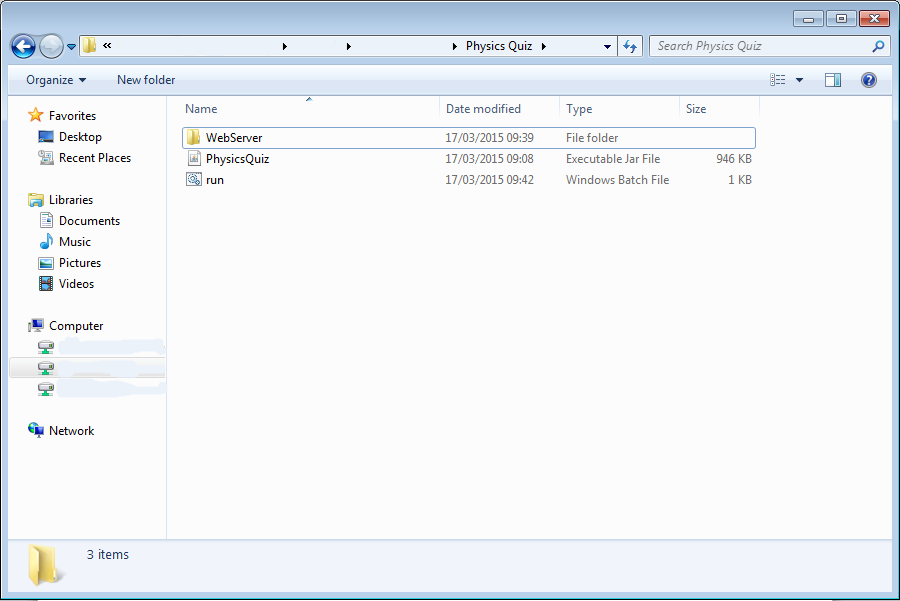 « Physics Quiz
Search Physics Quiz
Organize New folder
Name Date modified Type Size
WebServer 17/03/2015 09:39 File folder
PhysicsQuiz 17/03/2015 09:08 Executable Jar File 946 KB
run 17/03/2015 09:42 Windows Batch File 1 KB
Favorites
Desktop
Recent Places
Libraries
Documents
Music
Pictures
Videos
Computer
Network
3 items